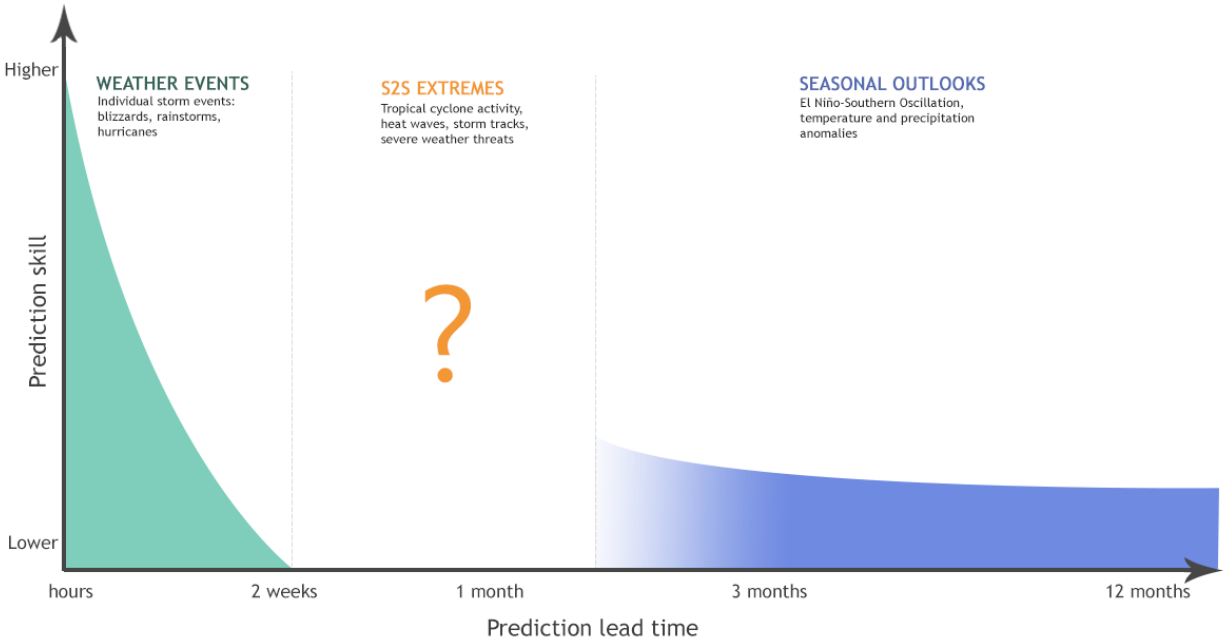 Higher
WEATHER EVENTS
Individual storm events:
blizzards, rainstorms,
hurricanes
S2S EXTREMES
Tropical cyclone activity,
heat waves, storm tracks,
severe weather threats
SEASONAL OUTLOOKS
El Niño-Southern Oscillation,
temperature and precipitation
anomalies
Prediction skill
?
Lower
hours
2 weeks
1 month
3 months
12 months
Prediction lead time